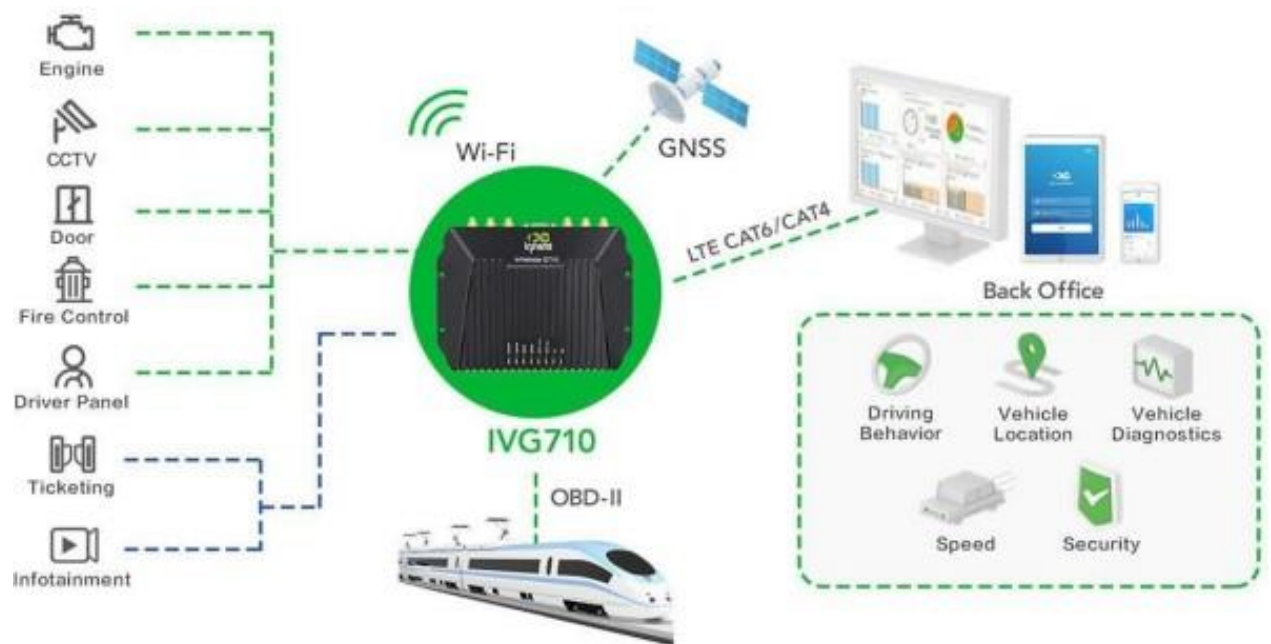 Engine
CCTV
Door
Fire Control
Driver Panel
Ticketing
Infotainment
Wi-Fi
GNSS
LTE CAT6/CAT4
IVG710
OBD-II
Back Office
Driving
Behavior
Vehicle
Location
Vehicle
Diagnostics
Speed
Security